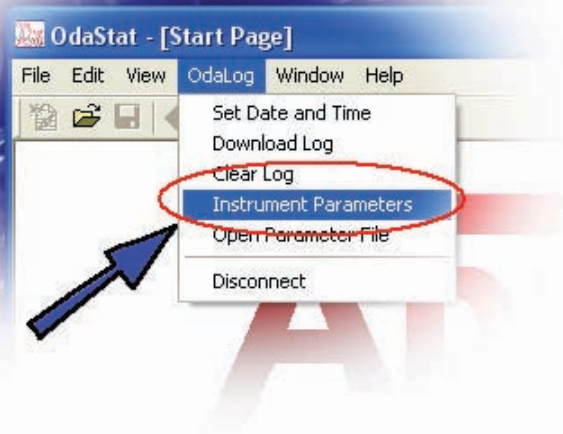 OdaStat - [Start Page]
File Edit View OdaLog Window Help
Set Date and Time
Download Log
Clear Log
Instrument Parameters
Open Parameter File
Disconnect